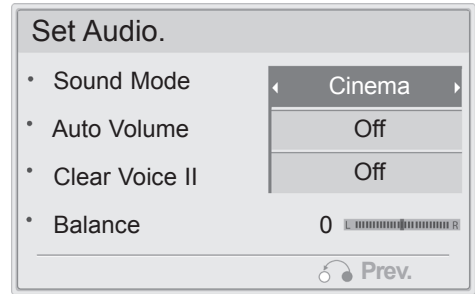 Set Audio.
• Sound Mode Cinema
• Auto Volume Off
• Clear Voice II Off
• Balance 0 L R
Prev.